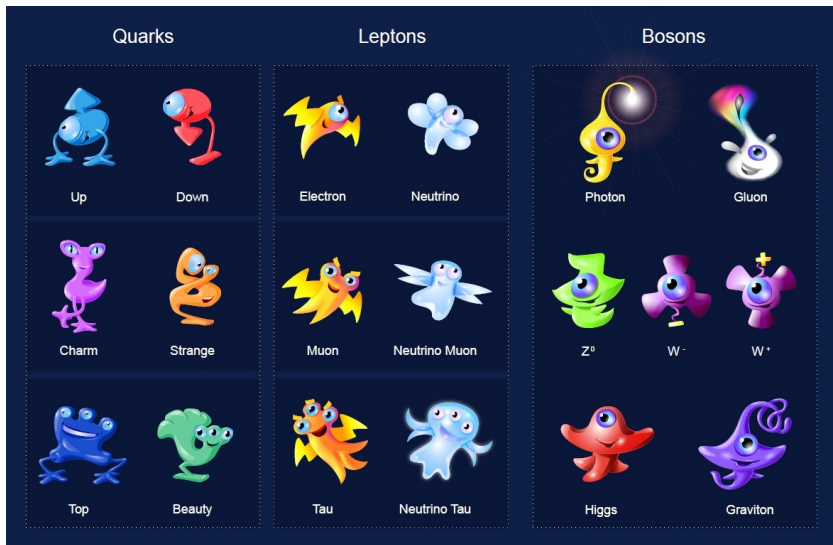 Quarks Leptons Bosons
Up Down Electron Neutrino Photon Gluon
Charm Strange Muon Neutrino Muon Z⁰ W⁻ W⁺
Top Beauty Tau Neutrino Tau Higgs Graviton